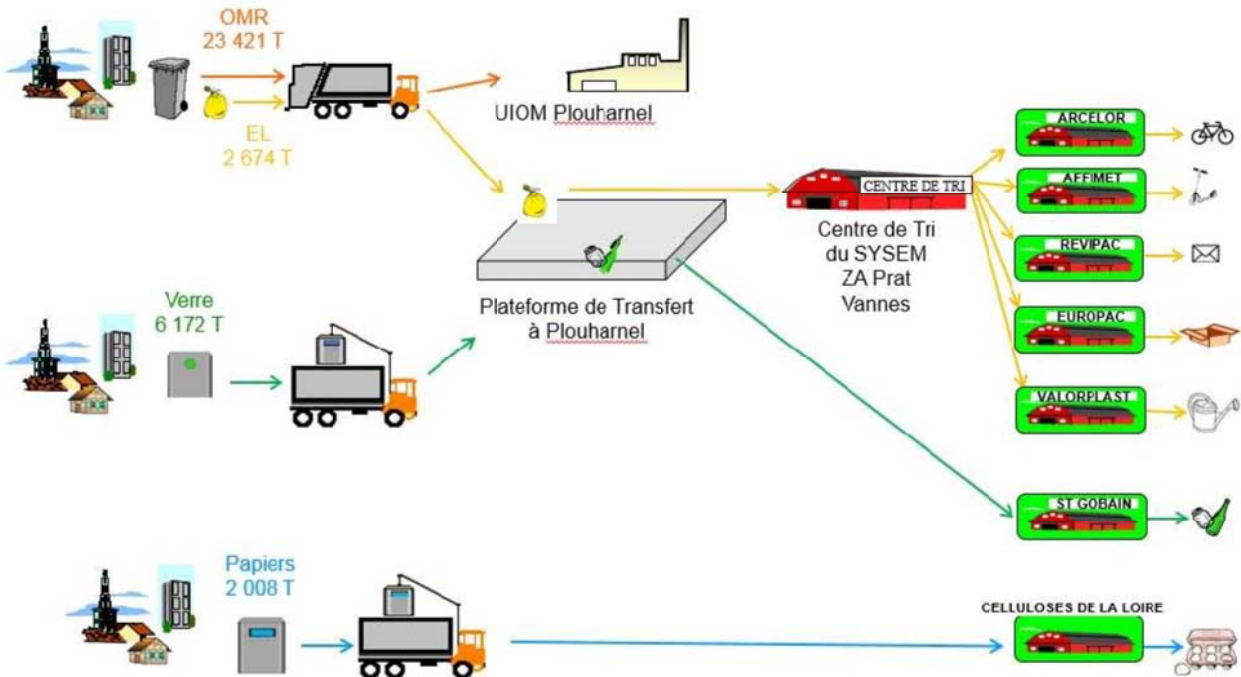 OMR
23 421 T
EL
2 674 T
UIOM Plouharnel
CENTRE DE TRI
Centre de Tri
du SYSEM
ZA Prat
Vannes
Plateforme de Transfert
à Plouharnel
ARCELOR
AFFIMET
REVIPAC
EUROPAC
VALORPLAST
Verre
6 172 T
ST GOBAIN
Papiers
2 008 T
CELLULOSES DE LA LOIRE